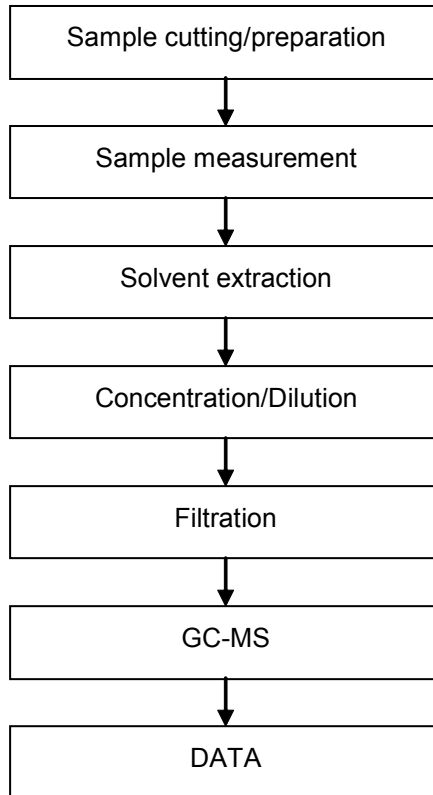 Sample cutting/preparation
Sample measurement
Solvent extraction
Concentration/Dilution
Filtration
GC-MS
DATA